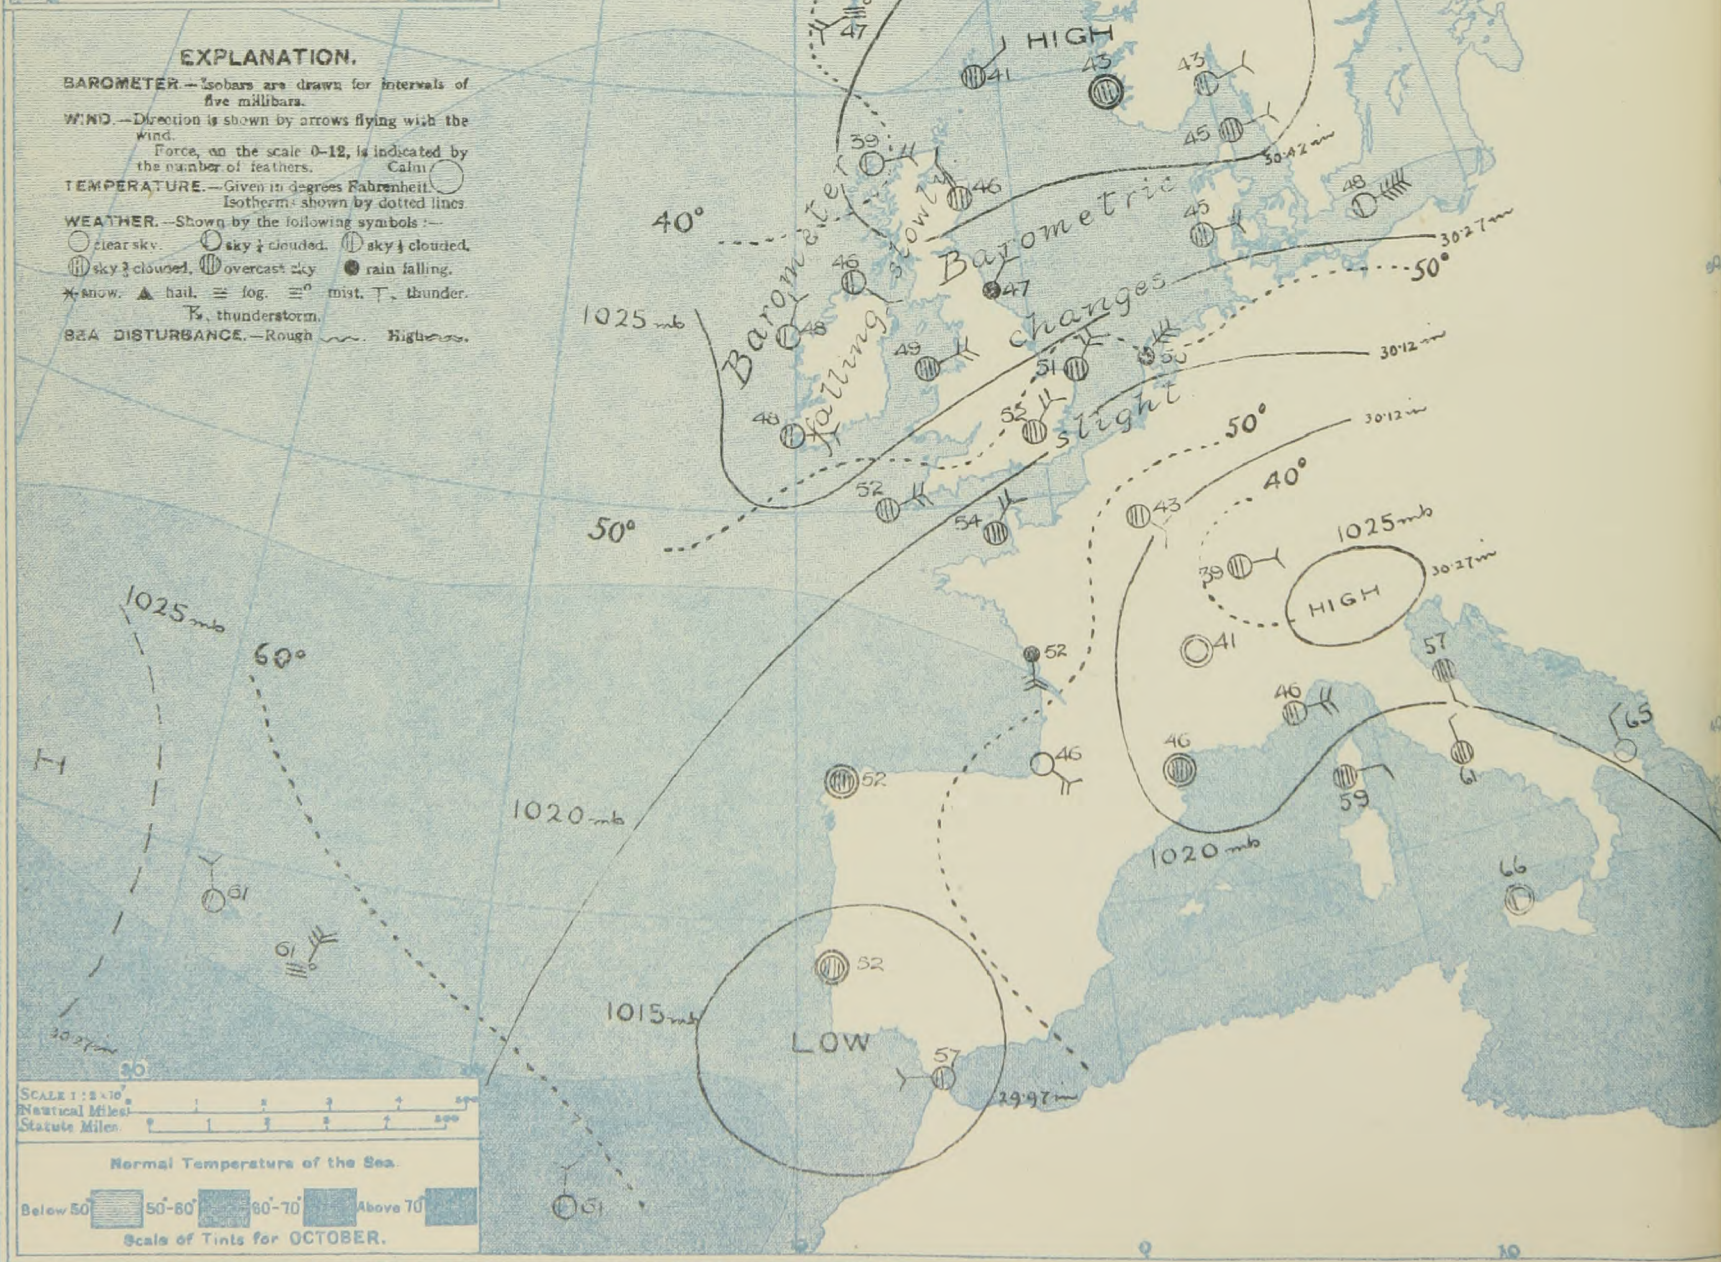 EXPLANATION.
BAROMETER.—Isobars are drawn for intervals of
five millibars.
WIND.—Direction is shown by arrows flying with the
wind.
Force, on the scale 0-12, is indicated by
the number of feathers. Calm
TEMPERATURE.—Given in degrees Fahrenheit.
Isotherms shown by dotted lines.
WEATHER.—Shown by the following symbols :—
clear sky. sky ¼ clouded. sky ½ clouded.
sky ¾ clouded. overcast sky rain falling.
snow. hail. fog. mist. thunder.
thunderstorm.
SEA DISTURBANCE.—Rough High
47
HIGH
41
43
43
45
30.42 in
39
46
48
45
40°
Barometer
falling
slowly
Barometric
changes
slight
30.27 in
50°
46
47
1025 mb
48
49
51
50
30.12 in
48
52
50°
30.12 in
52
54
43
40°
50°
1025 mb
39
30.27 in
HIGH
1025 mb
60°
52
41
57
46
65
H
46
46
52
61
59
1020 mb
1020 mb
66
61
61
52
1015 mb
LOW
57
29.97 in
30.27 in
30
SCALE 1 : 2 × 10⁷
Nautical Miles
Statute Miles
Normal Temperature of the Sea.
Below 50° 50-60° 60-70° Above 70°
Scale of Tints for OCTOBER.
61
0
10